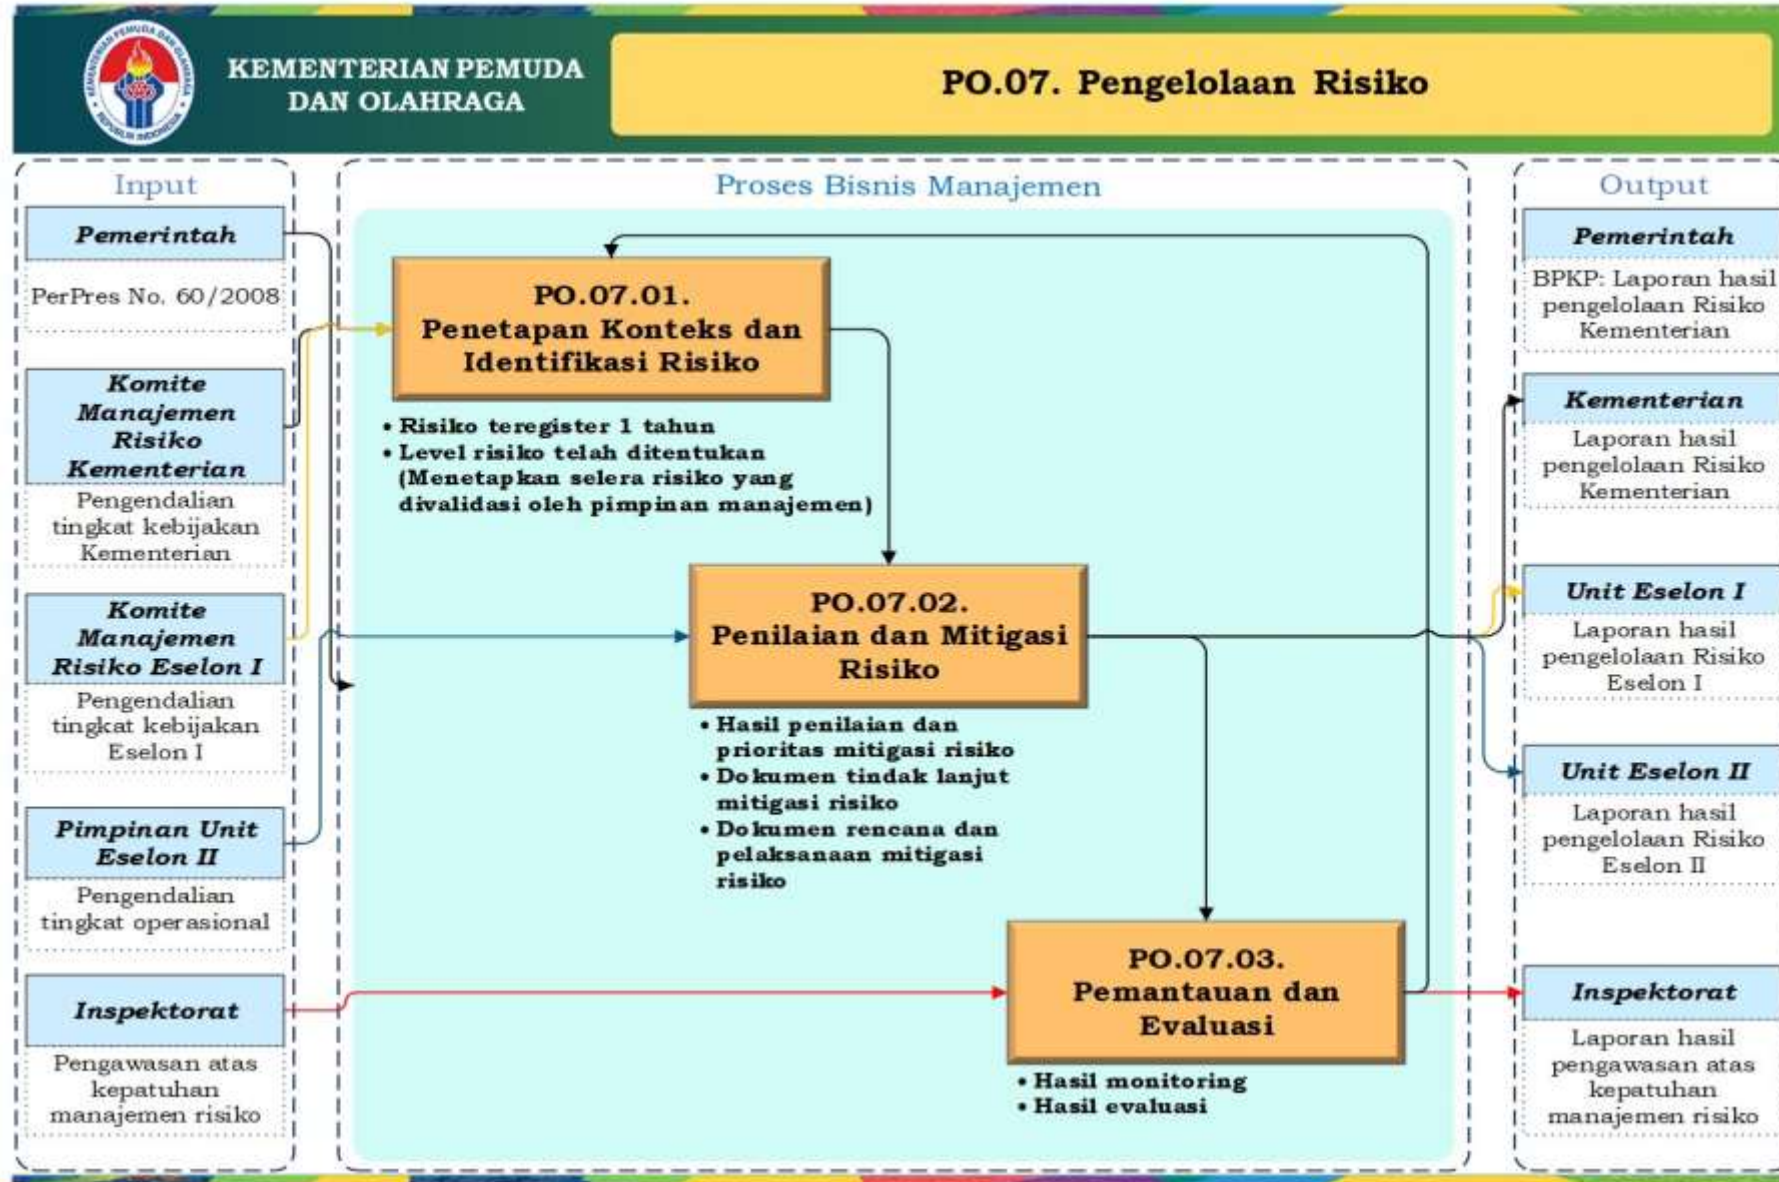 KEMENTERIAN PEMUDA DAN OLAHRAGA
REPUBLIK INDONESIA
KEMENTERIAN PEMUDA
DAN OLAHRAGA
PO.07. Pengelolaan Risiko
Input
Pemerintah
PerPres No. 60/2008
Komite
Manajemen
Risiko
Kementerian
Pengendalian
tingkat kebijakan
Kementerian
Komite
Manajemen
Risiko Eselon I
Pengendalian
tingkat kebijakan
Eselon I
Pimpinan Unit
Eselon II
Pengendalian
tingkat operasional
Inspektorat
Pengawasan atas
kepatuhan
manajemen risiko
Proses Bisnis Manajemen
PO.07.01.
Penetapan Konteks dan
Identifikasi Risiko
• Risiko teregister 1 tahun
• Level risiko telah ditentukan
(Menetapkan selera risiko yang
divalidasi oleh pimpinan manajemen)
PO.07.02.
Penilaian dan Mitigasi
Risiko
• Hasil penilaian dan
prioritas mitigasi risiko
• Dokumen tindak lanjut
mitigasi risiko
• Dokumen rencana dan
pelaksanaan mitigasi
risiko
PO.07.03.
Pemantauan dan
Evaluasi
• Hasil monitoring
• Hasil evaluasi
Output
Pemerintah
BPKP: Laporan hasil
pengelolaan Risiko
Kementerian
Kementerian
Laporan hasil
pengelolaan Risiko
Kementerian
Unit Eselon I
Laporan hasil
pengelolaan Risiko
Eselon I
Unit Eselon II
Laporan hasil
pengelolaan Risiko
Eselon II
Inspektorat
Laporan hasil
pengawasan atas
kepatuhan
manajemen risiko